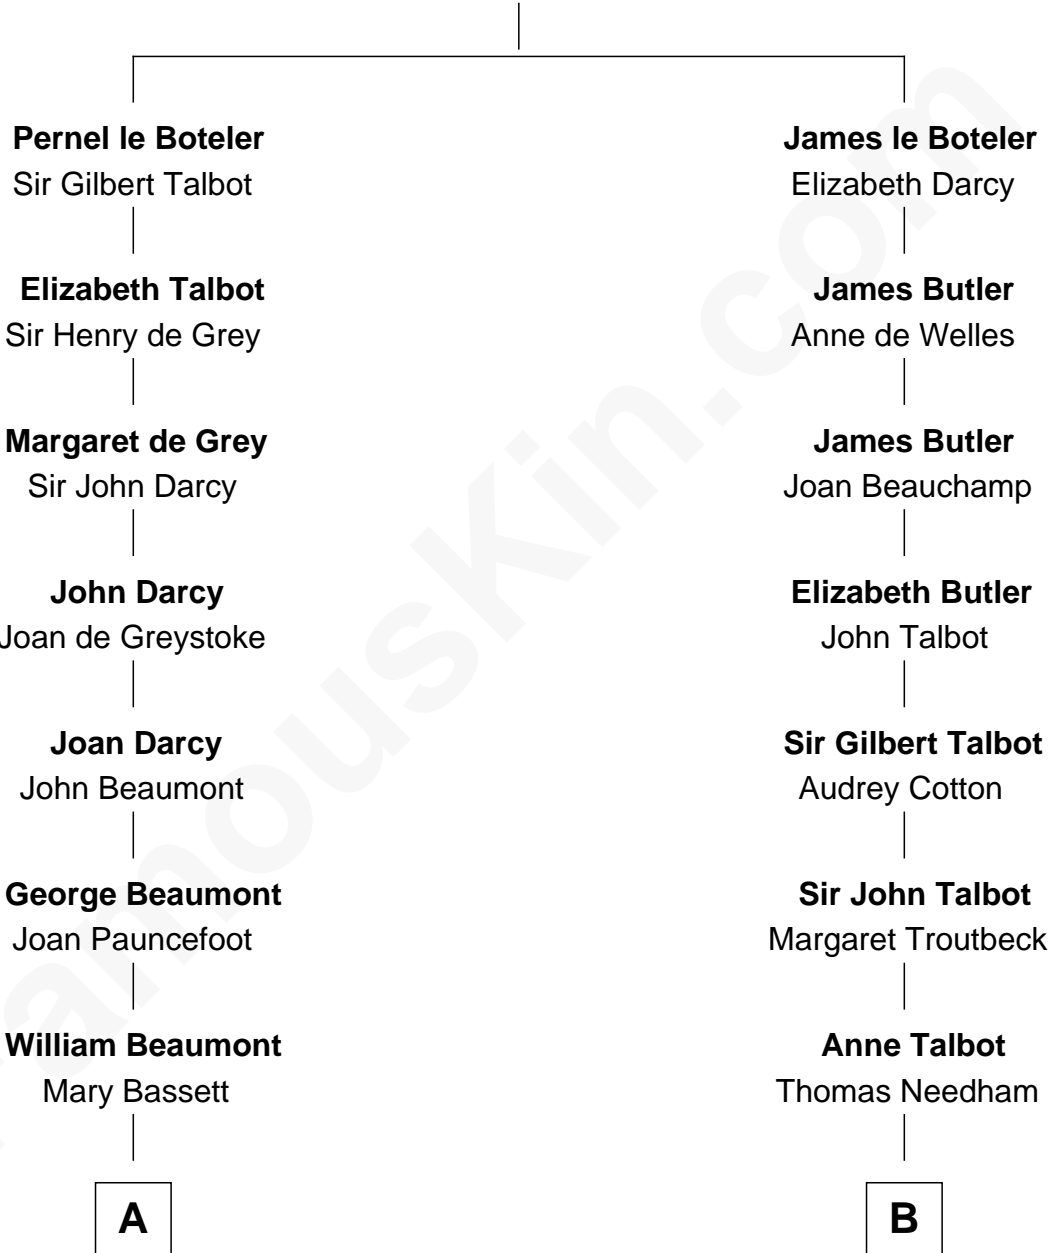 Pernel le Boteler
Sir Gilbert Talbot
Elizabeth Talbot
Sir Henry de Grey
Margaret de Grey
Sir John Darcy
John Darcy
Joan de Greystoke
Joan Darcy
John Beaumont
George Beaumont
Joan Pauncefoot
William Beaumont
Mary Bassett
A
James le Boteler
Elizabeth Darcy
James Butler
Anne de Welles
James Butler
Joan Beauchamp
Elizabeth Butler
John Talbot
Sir Gilbert Talbot
Audrey Cotton
Sir John Talbot
Margaret Troutbeck
Anne Talbot
Thomas Needham
B
famouskin.com